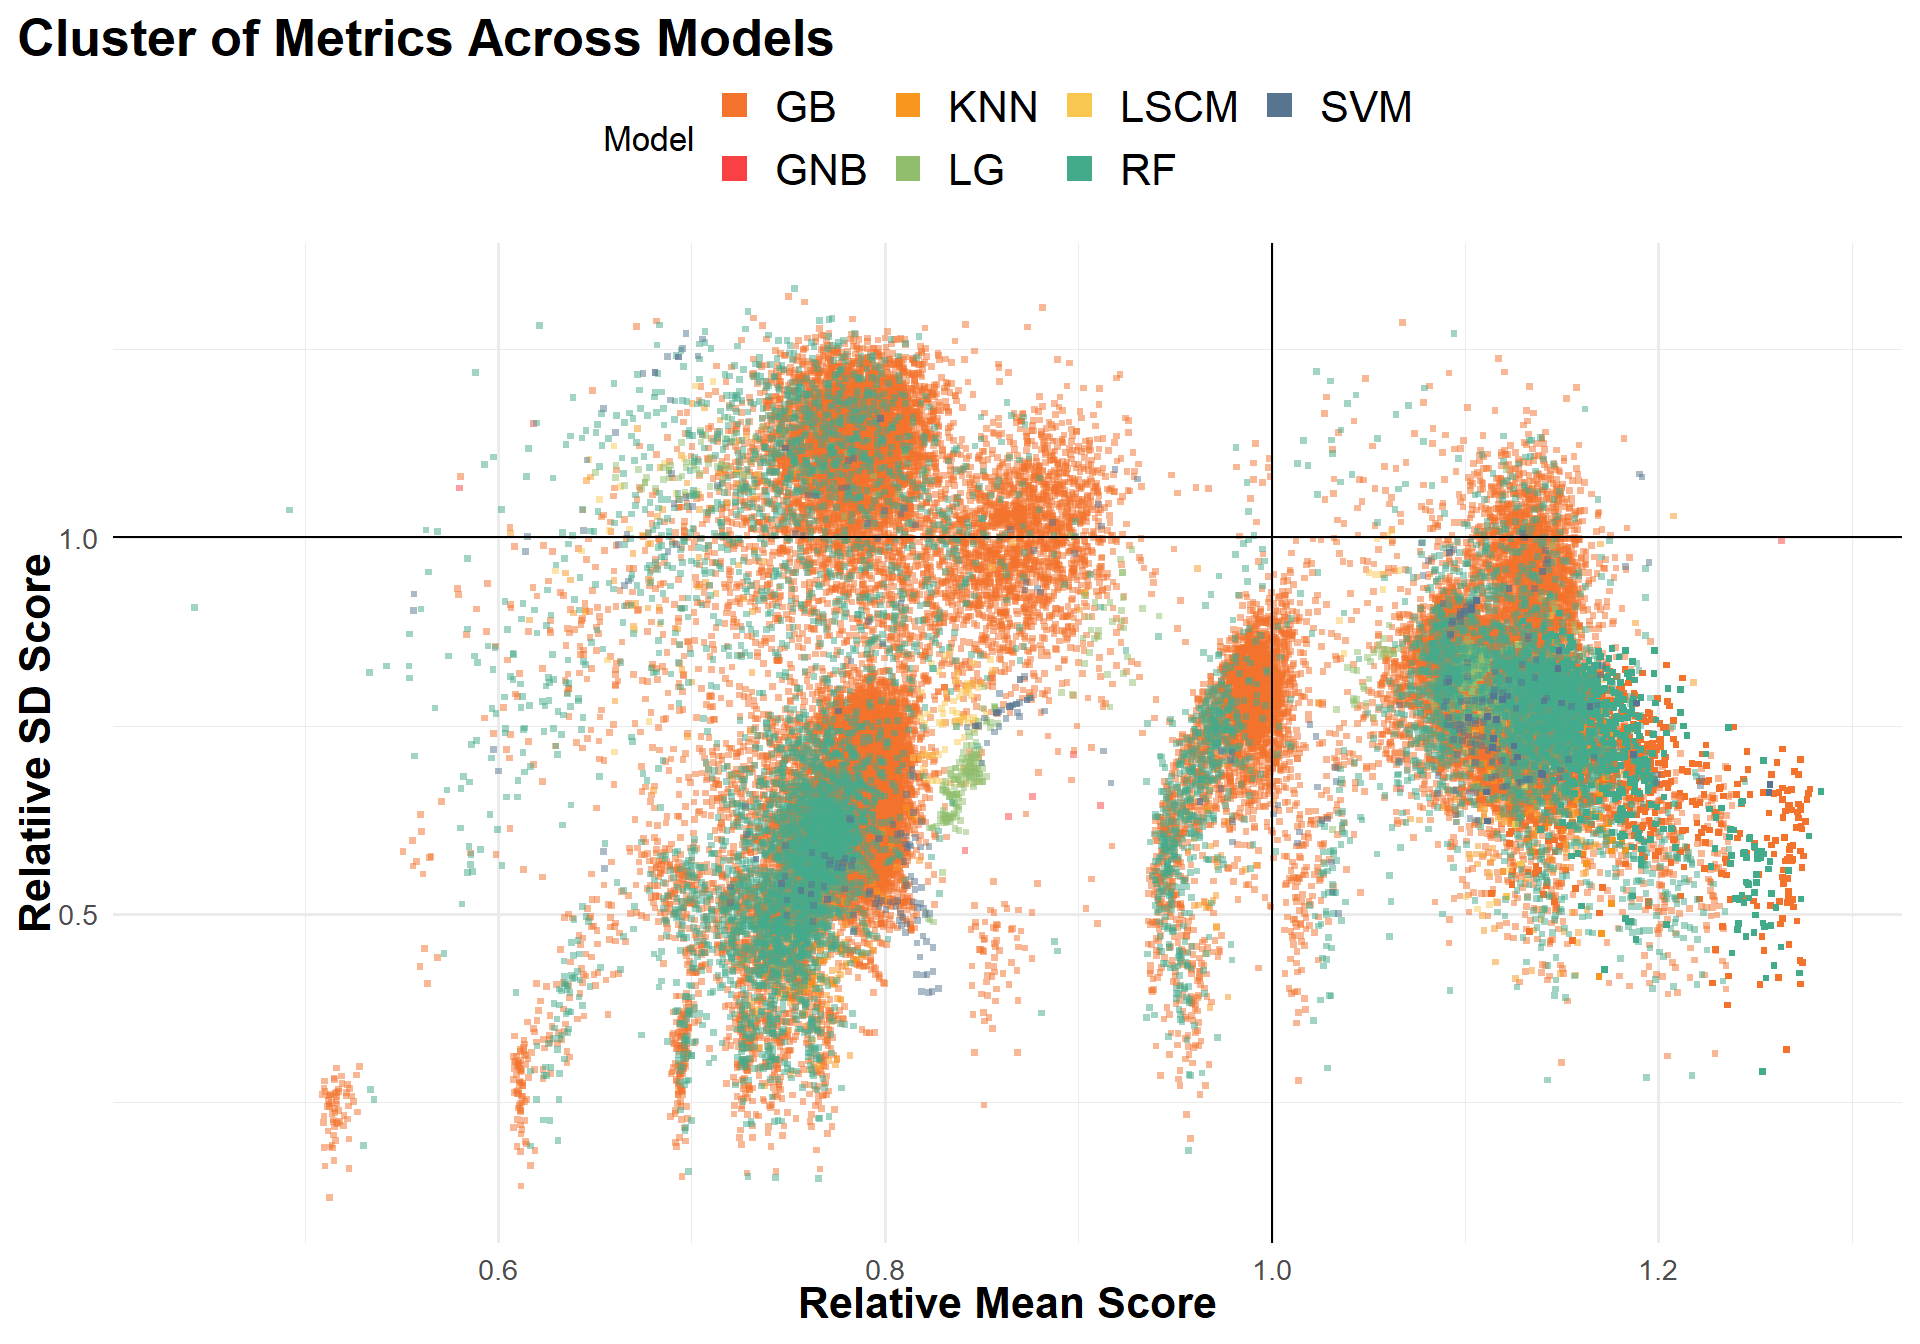 Cluster of Metrics Across Models
Model
GB
KNN
LSCM
SVM
GNB
LG
RF
Relatiive SD Score
1.0
0.5
0.6
0.8
1.0
1.2
Relative Mean Score